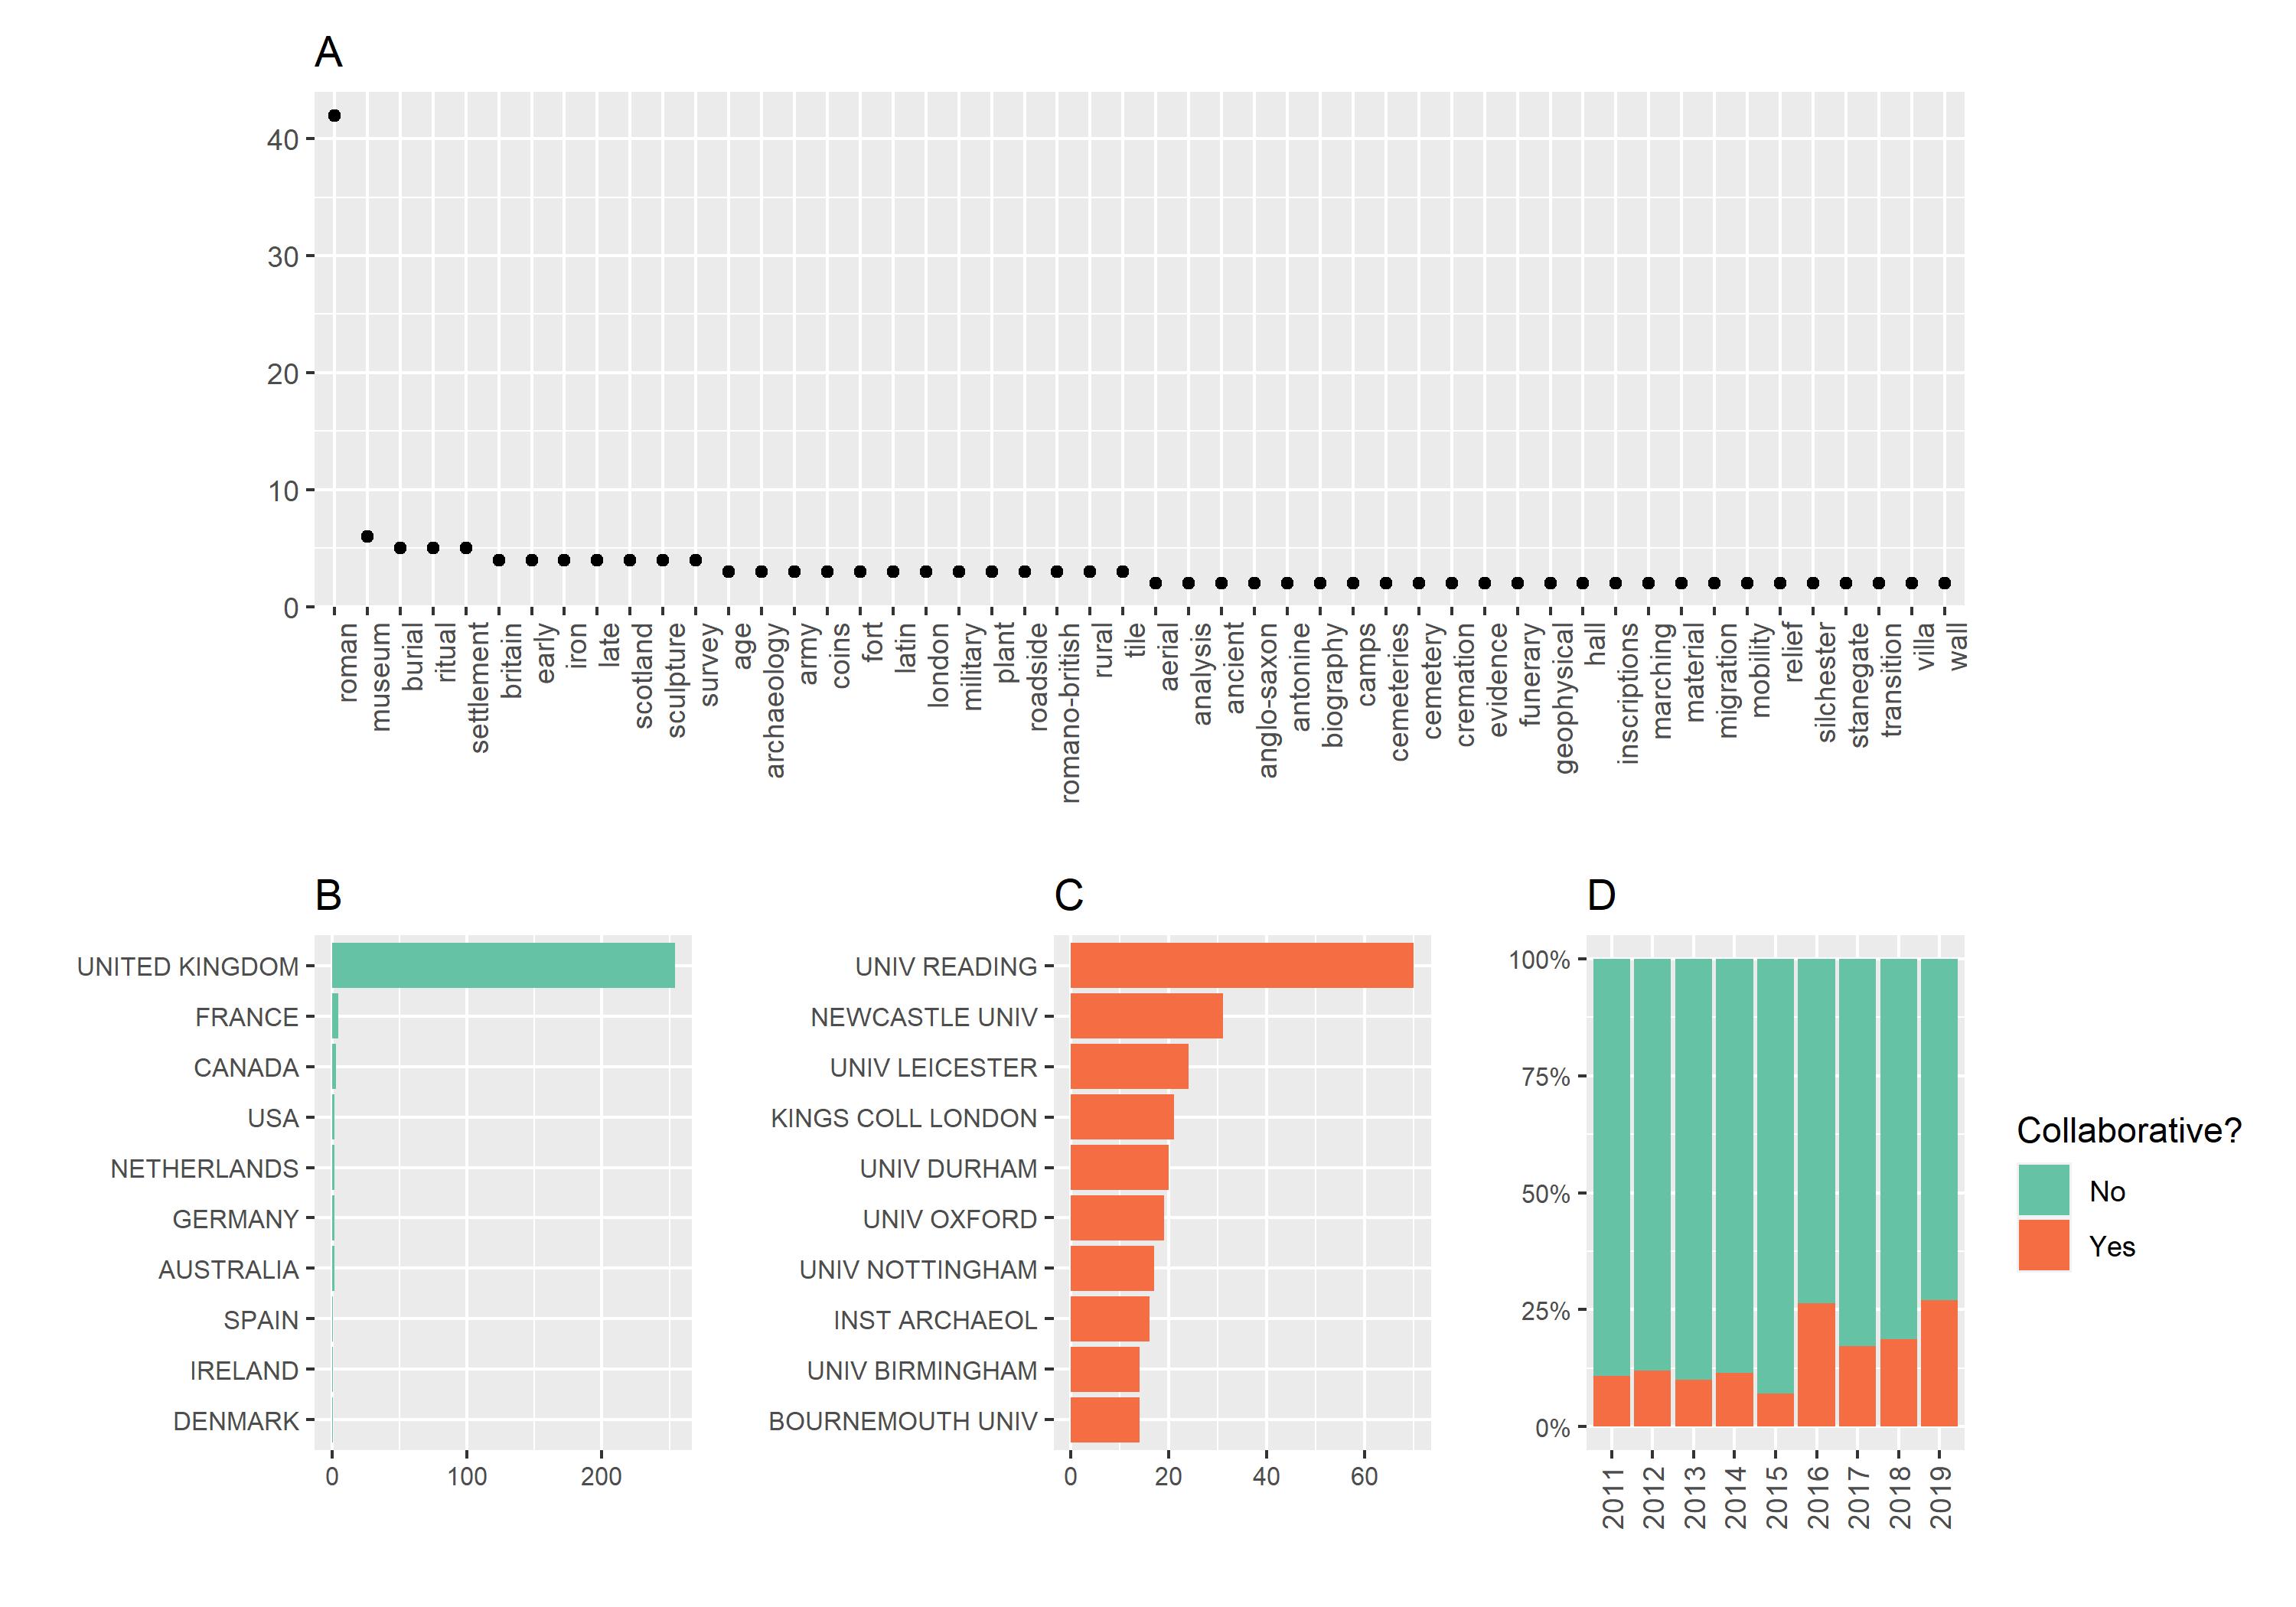 A
40
30
20
10
0
roman
museum
burial
ritual
settlement
britain
early
iron
late
scotland
sculpture
survey
age
archaeology
army
coins
fort
latin
london
military
plant
roadside
romano-british
rural
tile
aerial
analysis
ancient
anglo-saxon
antonine
biography
camps
cemeteries
cemetery
cremation
evidence
funerary
geophysical
hall
inscriptions
marching
material
migration
mobility
relief
silchester
stanegate
transition
villa
wall
B
UNITED KINGDOM
FRANCE
CANADA
USA
NETHERLANDS
GERMANY
AUSTRALIA
SPAIN
IRELAND
DENMARK
0 100 200
C
UNIV READING
NEWCASTLE UNIV
UNIV LEICESTER
KINGS COLL LONDON
UNIV DURHAM
UNIV OXFORD
UNIV NOTTINGHAM
INST ARCHAEOL
UNIV BIRMINGHAM
BOURNEMOUTH UNIV
0 20 40 60
D
100%
75%
50%
25%
0%
2011
2012
2013
2014
2015
2016
2017
2018
2019
Collaborative?
No
Yes